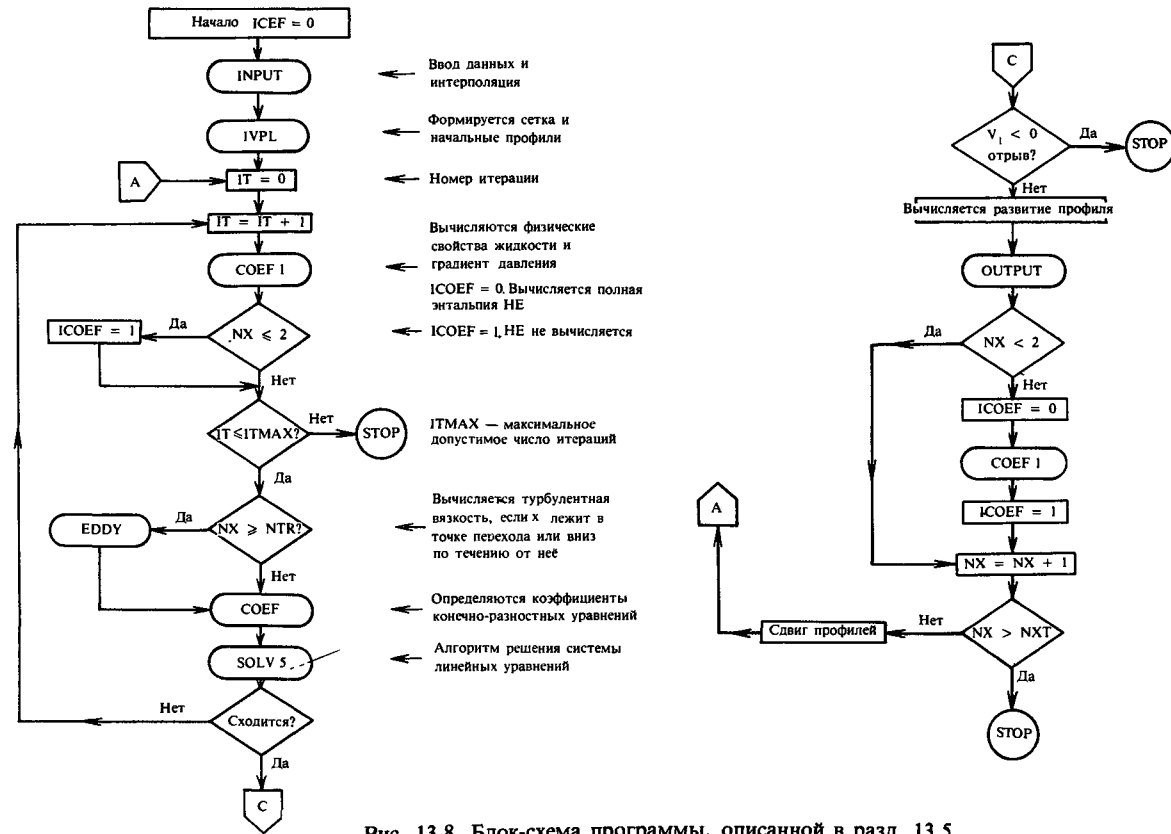 Начало ICEF = 0
INPUT
Ввод данных и
интерполяция
IVPL
Формируется сетка и
начальные профили
A
IT = 0
Номер итерации
IT = IT + 1
COEF 1
Вычисляются физические
свойства жидкости и
градиент давления
ICOEF = 0. Вычисляется полная
энтальпия HE
NX ⩽ 2
Да
ICOEF = 1
ICOEF = 1, HE не вычисляется
Нет
IT ⩽ ITMAX?
Нет
STOP
ITMAX — максимальное
допустимое число итераций
Да
NX ⩾ NTR?
Да
EDDY
Вычисляется турбулентная
вязкость, если x лежит в
точке перехода или вниз
по течению от неё
Нет
COEF
Определяются коэффициенты
конечно-разностных уравнений
SOLV 5
Алгоритм решения системы
линейных уравнений
Сходится?
Нет
Да
C
C
V₁ < 0
отрыв?
Да
STOP
Нет
Вычисляется развитие профиля
OUTPUT
NX < 2
Да
Нет
ICOEF = 0
COEF 1
ICOEF = 1
A
NX = NX + 1
NX > NXT
Нет
Сдвиг профилей
Да
STOP
Рис. 13.8. Блок-схема программы, описанной в разд. 13.5